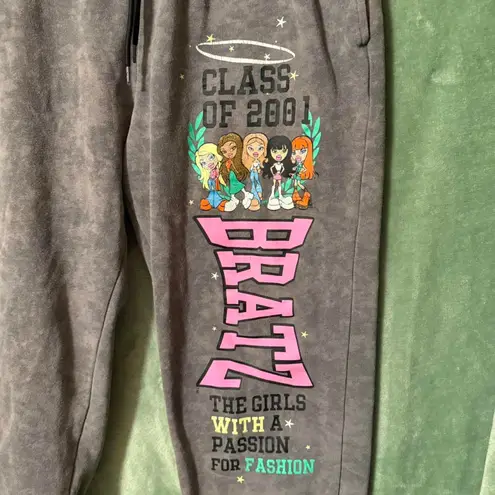 CLASS
OF 2001
BRATZ
THE GIRLS
WITH A
PASSION
FOR FASHION